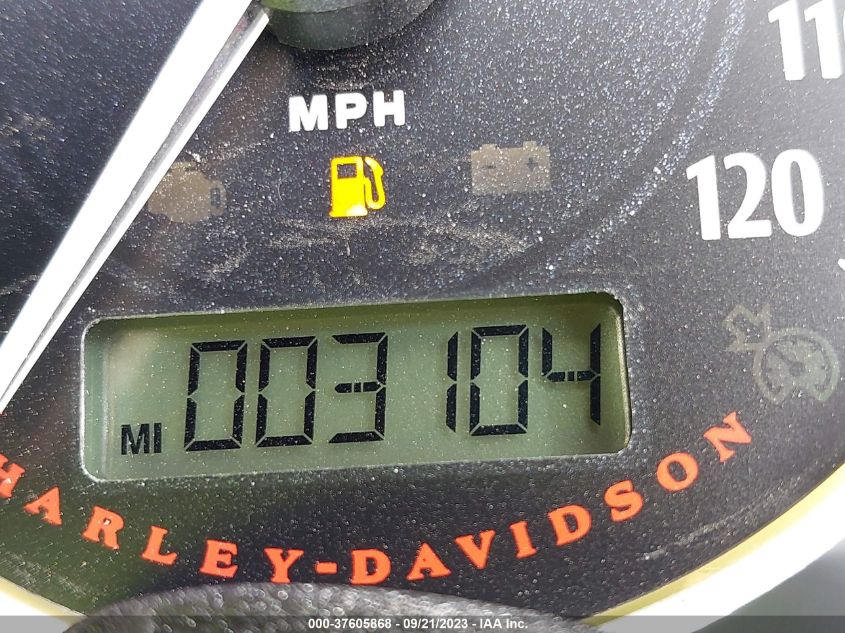 110
MPH
120
MI 003104
HARLEY-DAVIDSON
000-37605868 | 09/21/2023 | IAA Inc.